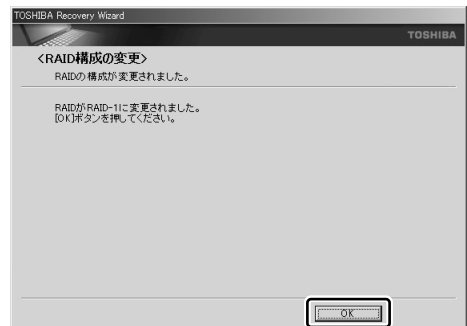 TOSHIBA Recovery Wizard
TOSHIBA
<RAID構成の変更>
RAIDの構成が変更されました。
RAIDがRAID-1に変更されました。
[OK]ボタンを押してください。
OK